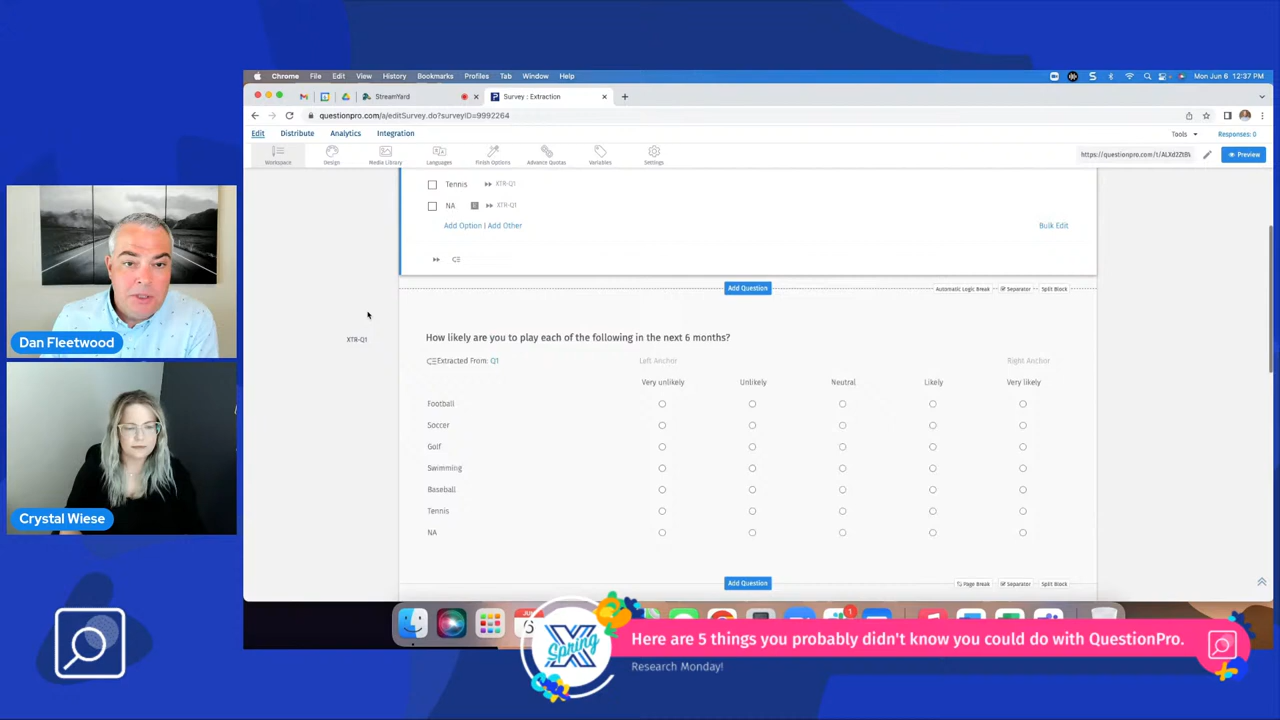 Chrome File Edit View History Bookmarks Profiles Tab Window Help
Mon Jun 6 12:37 PM
StreamYard
Survey : Extraction
questionpro.com/a/editSurvey.do?surveyID=9992264
Edit Distribute Analytics Integration
Tools
Responses: 0
Workspace Design Media Library Languages Finish Options Advance Quotas Variables Settings
Preview
Tennis XTR-Q1
NA E XTR-Q1
Add Option | Add Other
Bulk Edit
Add Question
Automatic Logic Break Separator Split Block
XTR-Q1
How likely are you to play each of the following in the next 6 months?
Extracted From: Q1
Left Anchor
Right Anchor
Very unlikely Unlikely Neutral Likely Very likely
Football
Soccer
Golf
Swimming
Baseball
Tennis
NA
Add Question
Page Break Separator Split Block
Dan Fleetwood
Crystal Wiese
1
X
Spring
Here are 5 things you probably didn't know you could do with QuestionPro.
Research Monday!